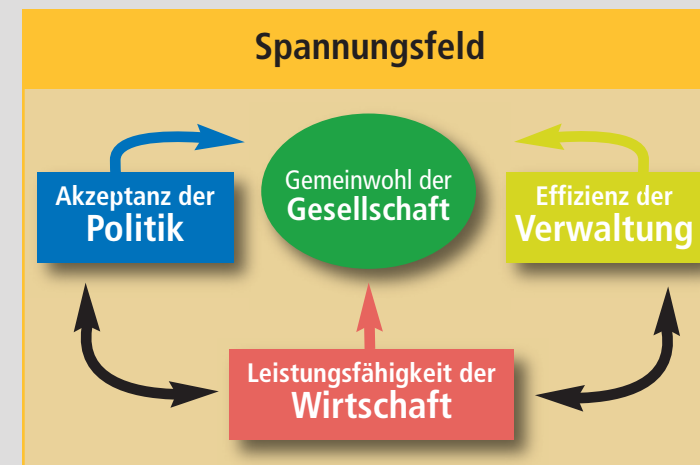 Spannungsfeld
Akzeptanz der
Politik
Gemeinwohl der
Gesellschaft
Effizienz der
Verwaltung
Leistungsfähigkeit der
Wirtschaft